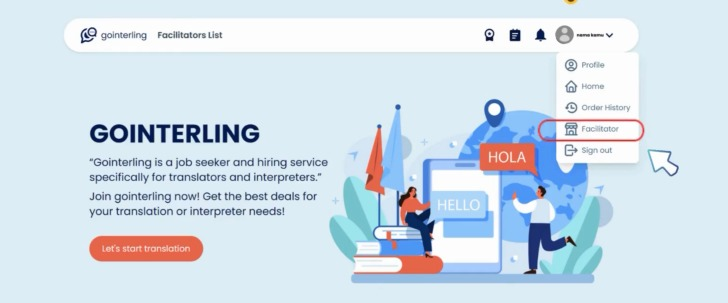 gointerling
Facilitators List
nama kamu
Profile
Home
Order History
Facilitator
Sign out
GOINTERLING
“Gointerling is a job seeker and hiring service
specifically for translators and interpreters.”
Join gointerling now! Get the best deals for
your translation or interpreter needs!
Let's start translation
HOLA
HELLO